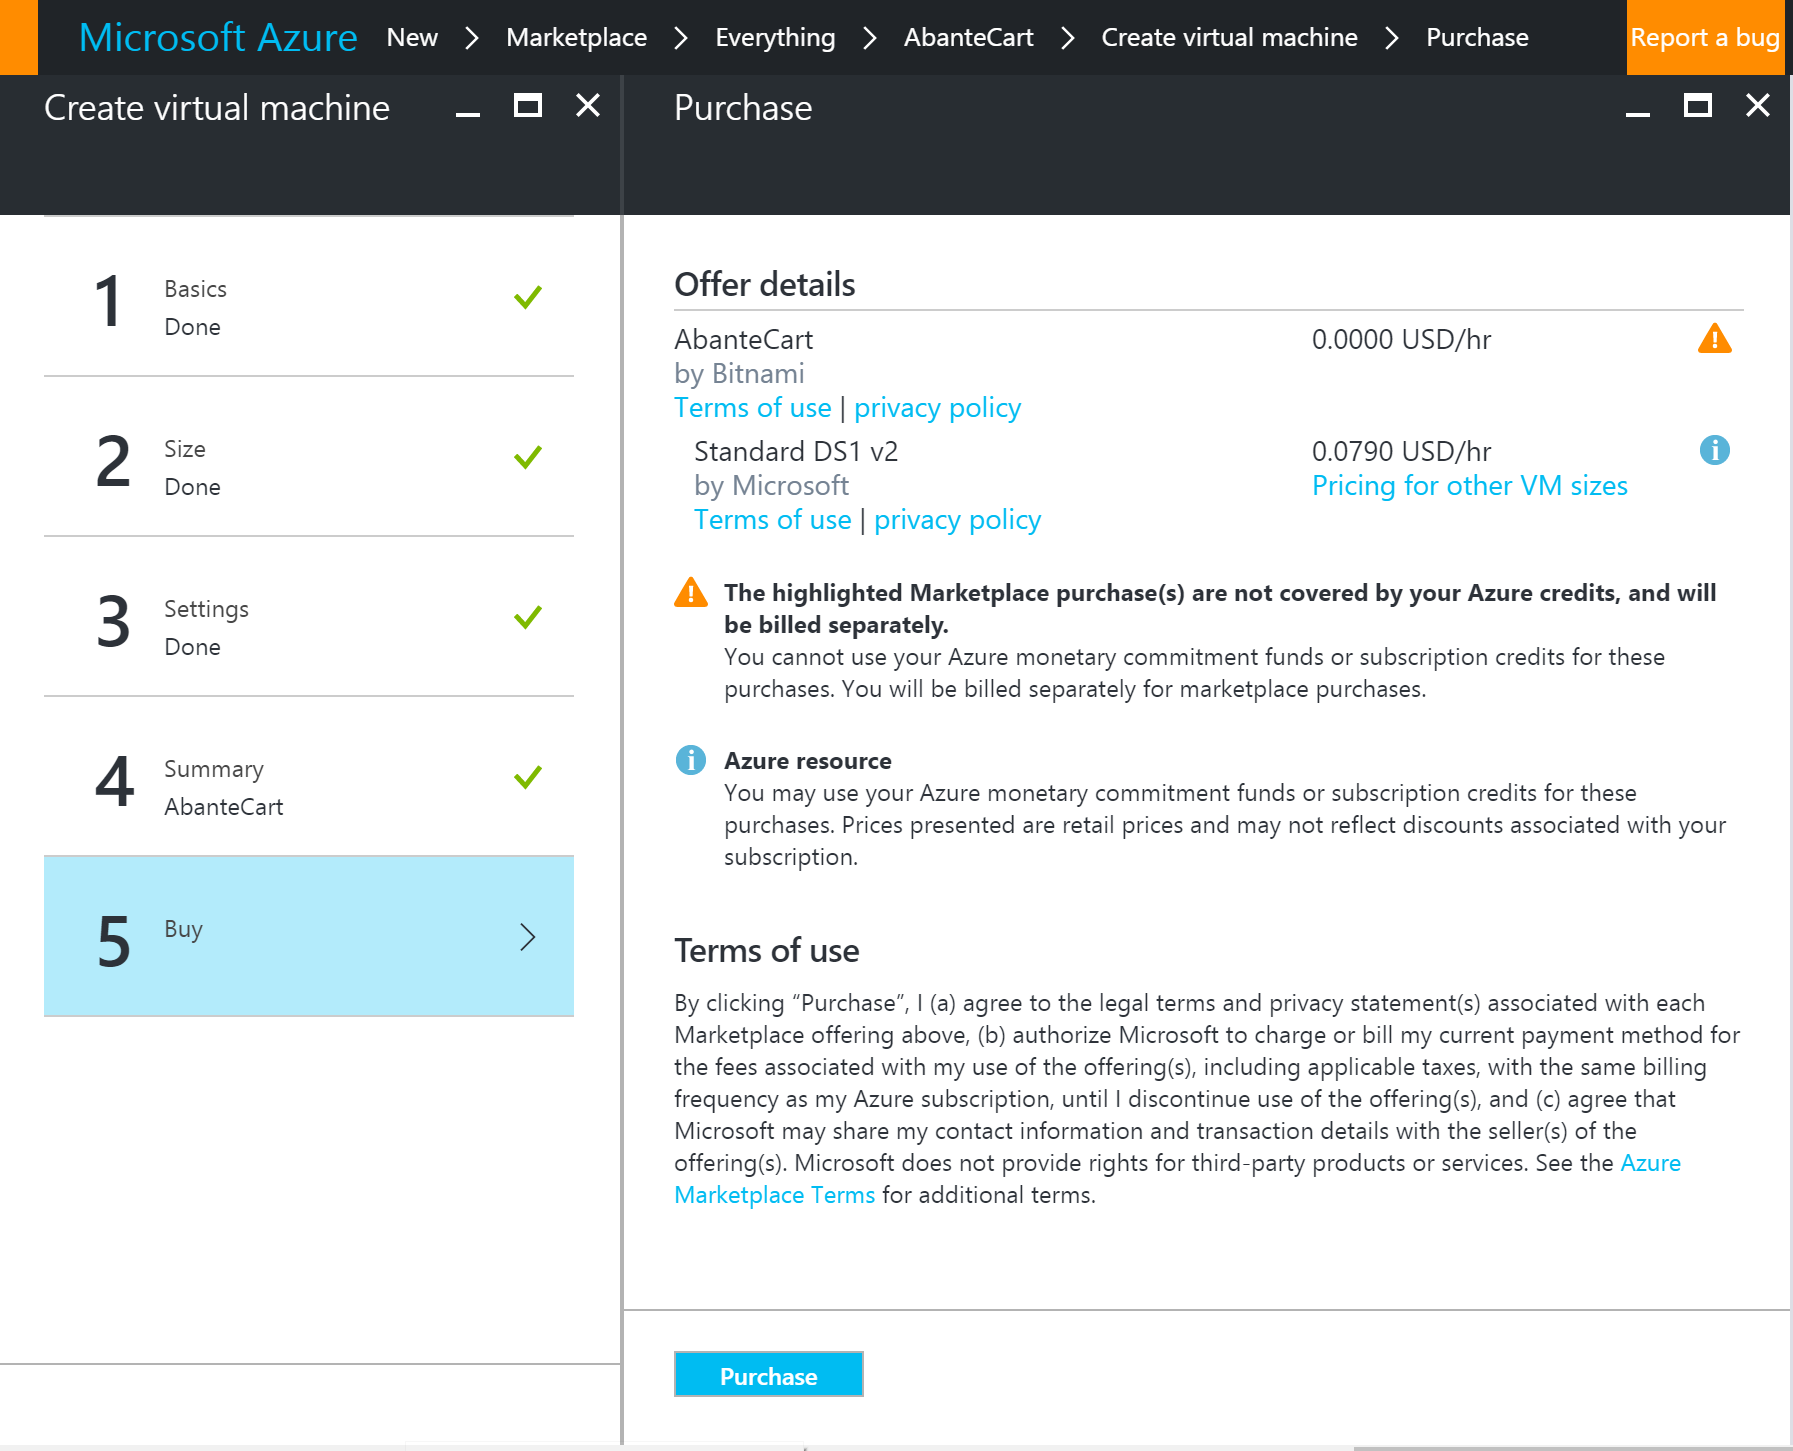 Microsoft Azure New Marketplace Everything AbanteCart Create virtual machine Purchase Report a bug
Create virtual machine
1 Basics
Done
2 Size
Done
3 Settings
Done
4 Summary
AbanteCart
5 Buy
Purchase
Offer details
AbanteCart 0.0000 USD/hr
by Bitnami
Terms of use | privacy policy
Standard DS1 v2 0.0790 USD/hr
by Microsoft Pricing for other VM sizes
Terms of use | privacy policy
The highlighted Marketplace purchase(s) are not covered by your Azure credits, and will
be billed separately.
You cannot use your Azure monetary commitment funds or subscription credits for these
purchases. You will be billed separately for marketplace purchases.
Azure resource
You may use your Azure monetary commitment funds or subscription credits for these
purchases. Prices presented are retail prices and may not reflect discounts associated with your
subscription.
Terms of use
By clicking “Purchase”, I (a) agree to the legal terms and privacy statement(s) associated with each
Marketplace offering above, (b) authorize Microsoft to charge or bill my current payment method for
the fees associated with my use of the offering(s), including applicable taxes, with the same billing
frequency as my Azure subscription, until I discontinue use of the offering(s), and (c) agree that
Microsoft may share my contact information and transaction details with the seller(s) of the
offering(s). Microsoft does not provide rights for third-party products or services. See the Azure
Marketplace Terms for additional terms.
Purchase